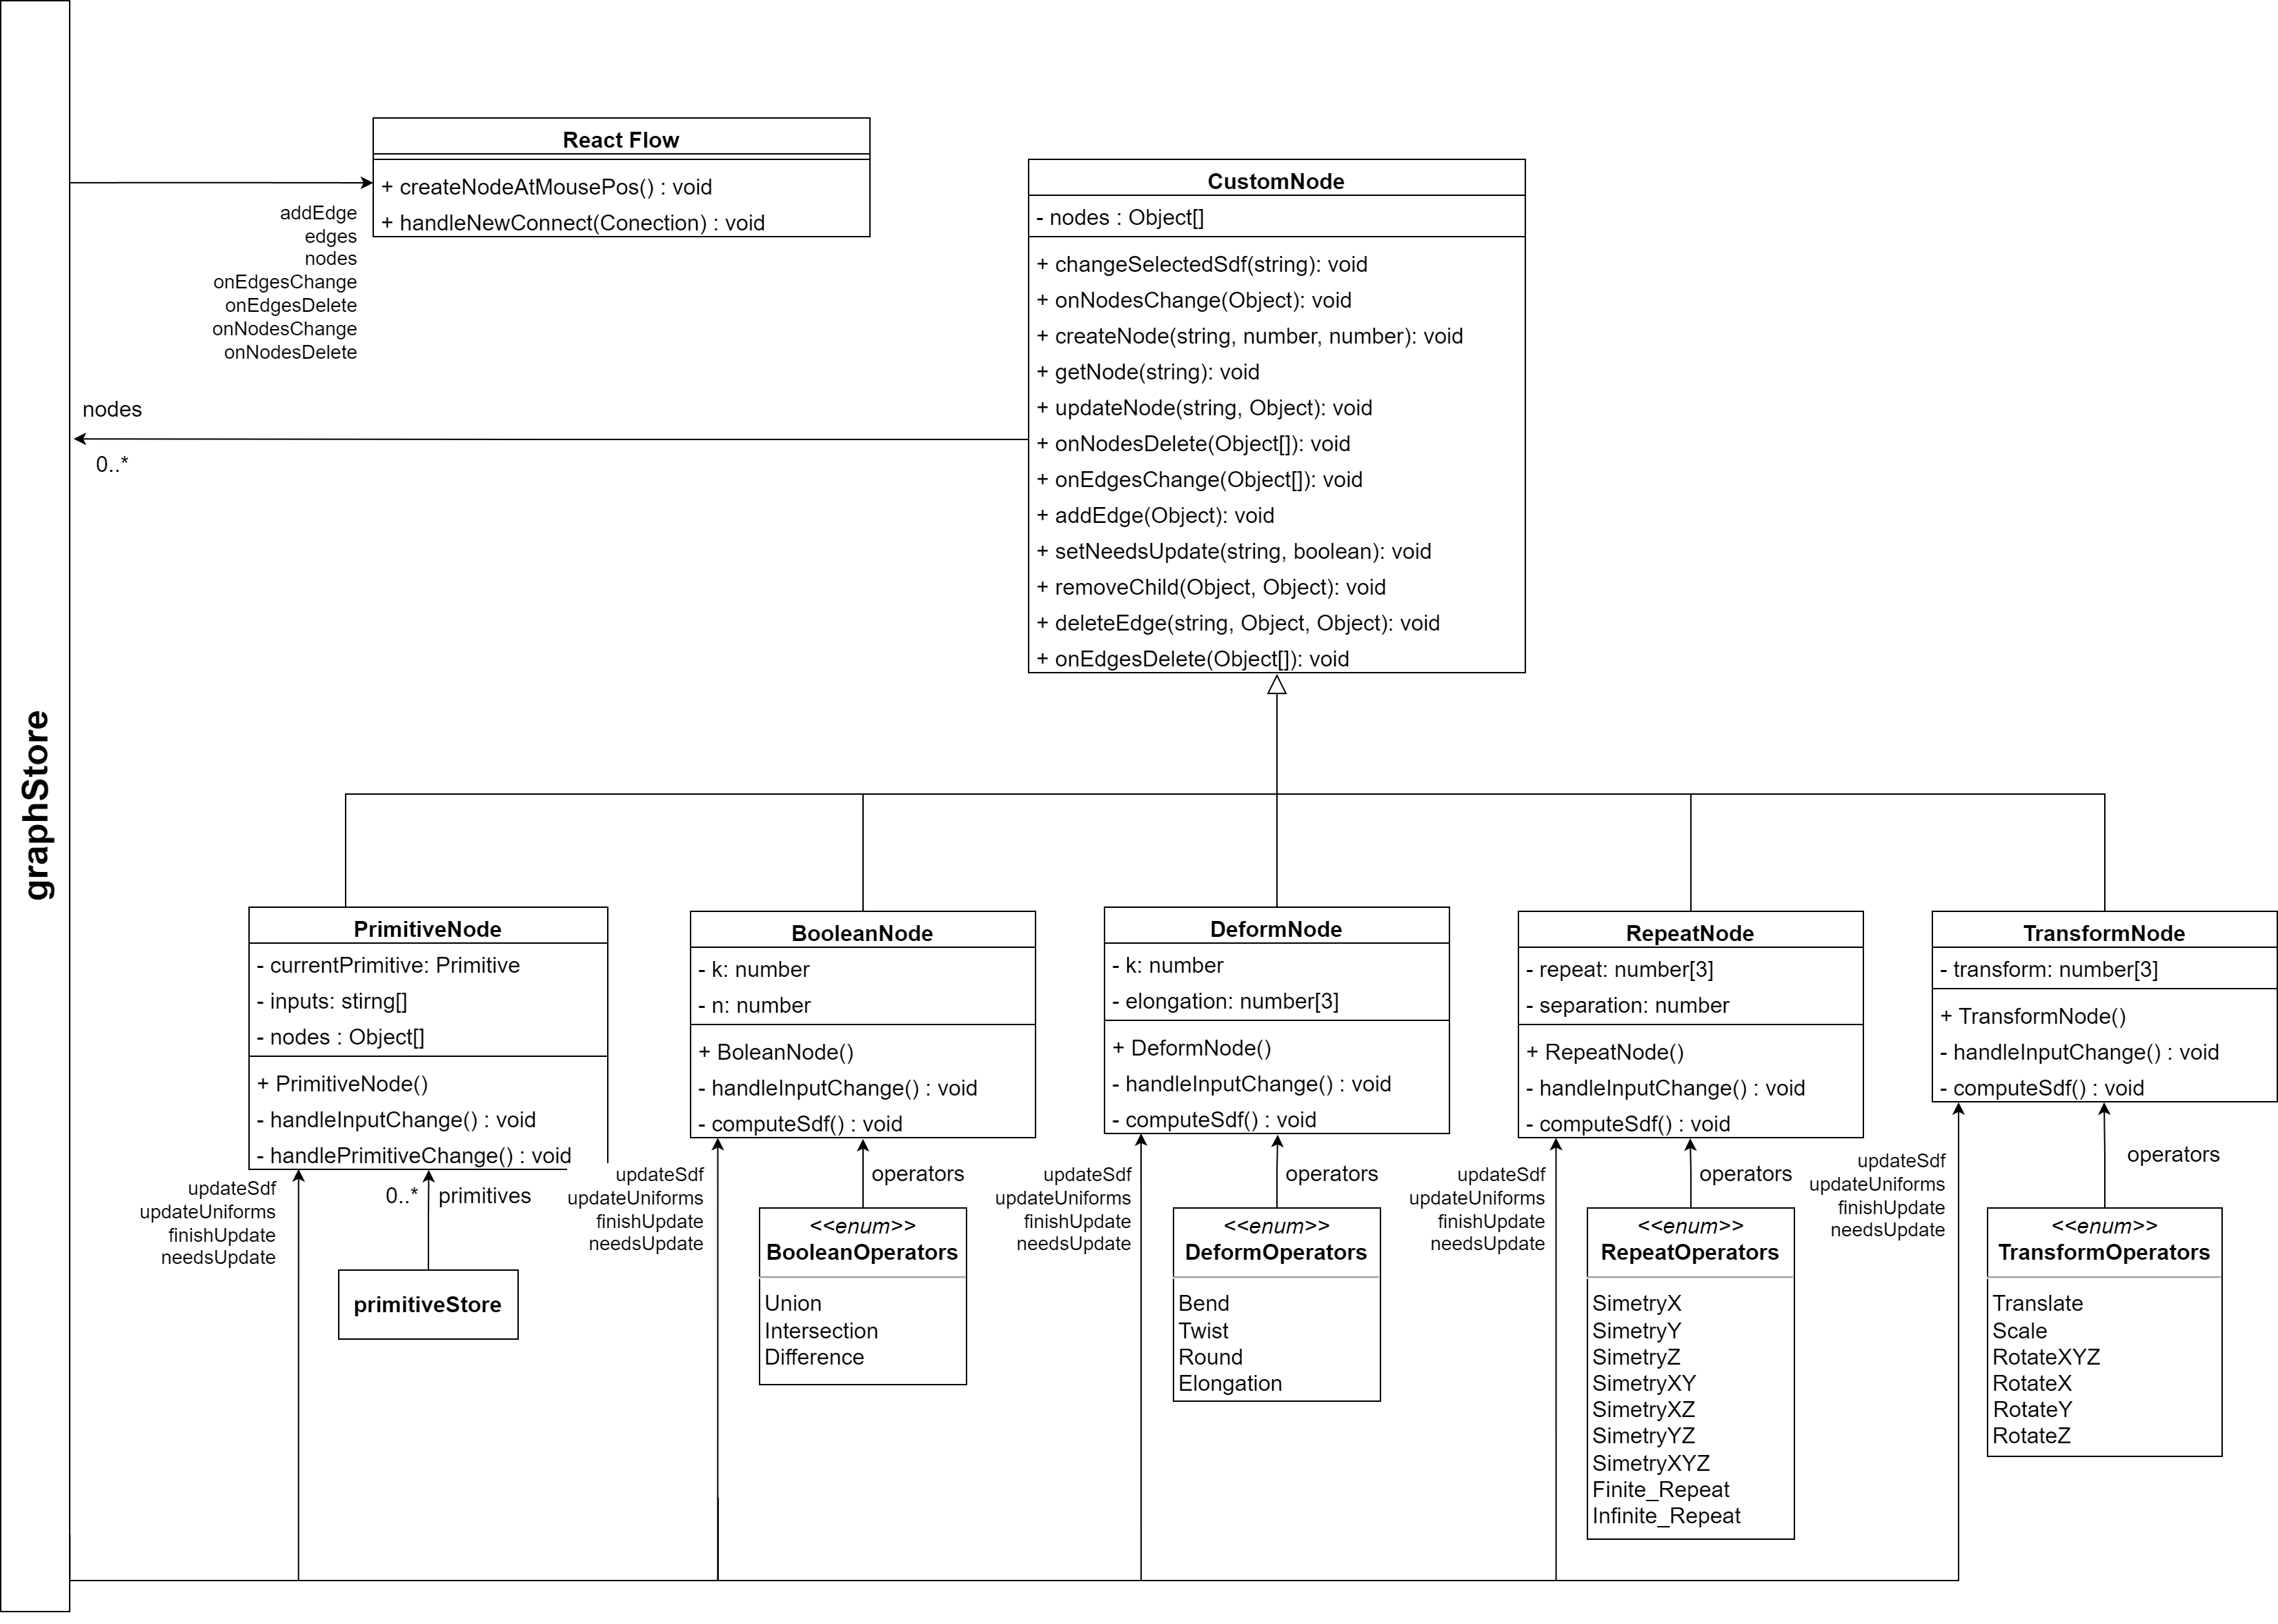 graphStore
React Flow
+ createNodeAtMousePos() : void
+ handleNewConnect(Conection) : void
addEdge
edges
nodes
onEdgesChange
onEdgesDelete
onNodesChange
onNodesDelete
nodes
0..*
CustomNode
- nodes : Object[]
+ changeSelectedSdf(string): void
+ onNodesChange(Object): void
+ createNode(string, number, number): void
+ getNode(string): void
+ updateNode(string, Object): void
+ onNodesDelete(Object[]): void
+ onEdgesChange(Object[]): void
+ addEdge(Object): void
+ setNeedsUpdate(string, boolean): void
+ removeChild(Object, Object): void
+ deleteEdge(string, Object, Object): void
+ onEdgesDelete(Object[]): void
PrimitiveNode
- currentPrimitive: Primitive
- inputs: stirng[]
- nodes : Object[]
+ PrimitiveNode()
- handleInputChange() : void
- handlePrimitiveChange() : void
updateSdf
updateUniforms
finishUpdate
needsUpdate
0..*
primitives
primitiveStore
BooleanNode
- k: number
- n: number
+ BoleanNode()
- handleInputChange() : void
- computeSdf() : void
updateSdf
updateUniforms
finishUpdate
needsUpdate
operators
<<enum>>
BooleanOperators
Union
Intersection
Difference
DeformNode
- k: number
- elongation: number[3]
+ DeformNode()
- handleInputChange() : void
- computeSdf() : void
updateSdf
updateUniforms
finishUpdate
needsUpdate
operators
<<enum>>
DeformOperators
Bend
Twist
Round
Elongation
RepeatNode
- repeat: number[3]
- separation: number
+ RepeatNode()
- handleInputChange() : void
- computeSdf() : void
updateSdf
updateUniforms
finishUpdate
needsUpdate
operators
<<enum>>
RepeatOperators
SimetryX
SimetryY
SimetryZ
SimetryXY
SimetryXZ
SimetryYZ
SimetryXYZ
Finite_Repeat
Infinite_Repeat
TransformNode
- transform: number[3]
+ TransformNode()
- handleInputChange() : void
- computeSdf() : void
updateSdf
updateUniforms
finishUpdate
needsUpdate
operators
<<enum>>
TransformOperators
Translate
Scale
RotateXYZ
RotateX
RotateY
RotateZ